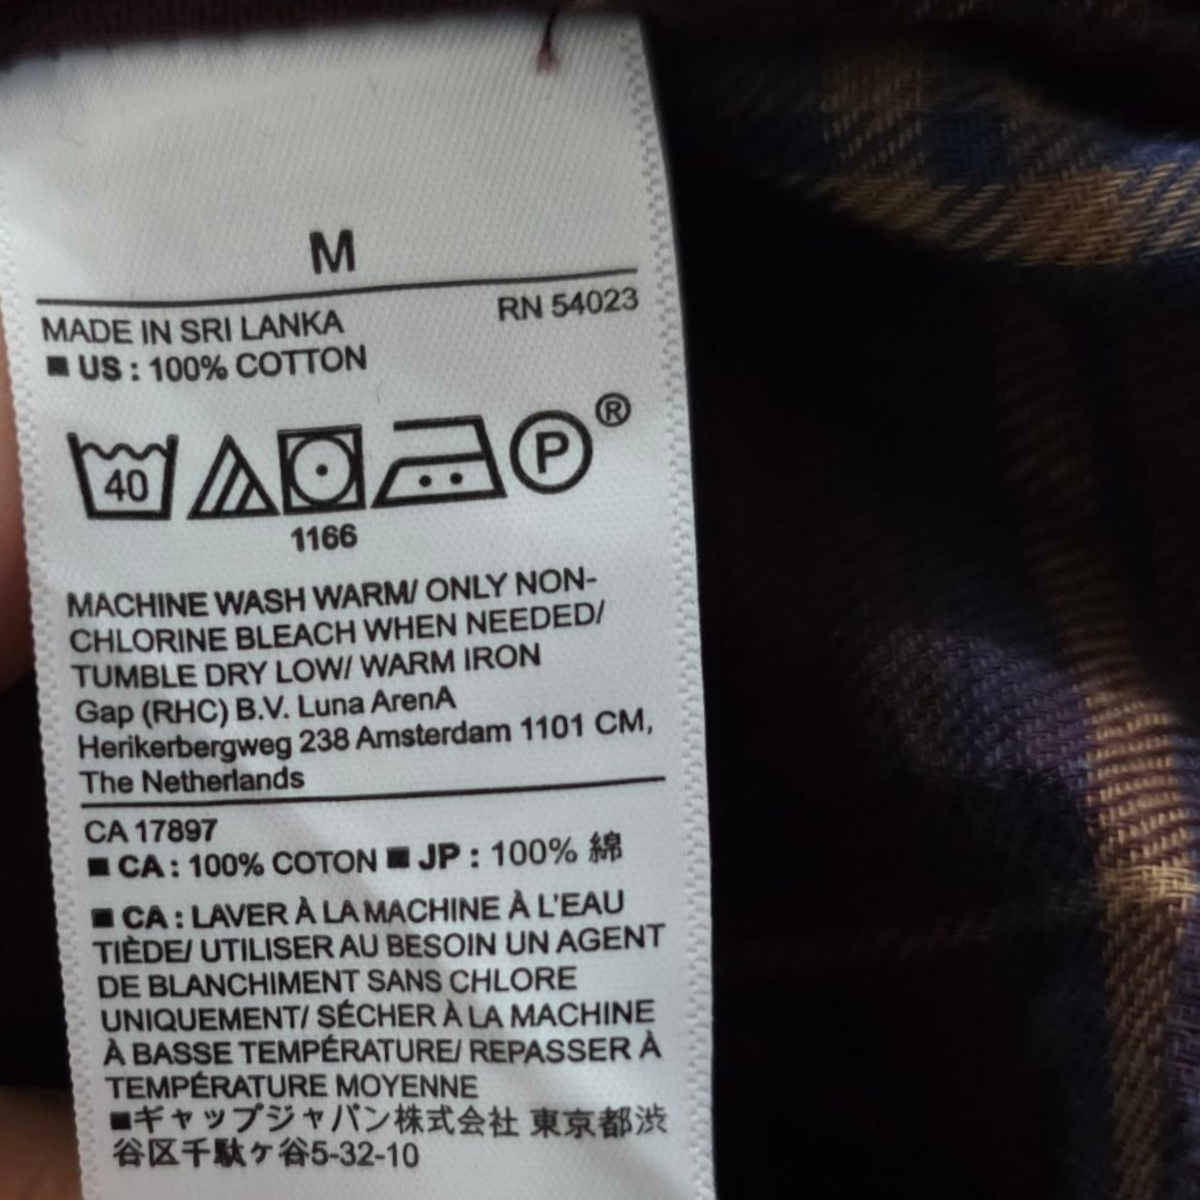 M
RN 54023
MADE IN SRI LANKA
■ US : 100% COTTON
40 P ®
1166
MACHINE WASH WARM/ ONLY NON-
CHLORINE BLEACH WHEN NEEDED/
TUMBLE DRY LOW/ WARM IRON
Gap (RHC) B.V. Luna ArenA
Herikerbergweg 238 Amsterdam 1101 CM,
The Netherlands
CA 17897
■ CA : 100% COTON ■ JP : 100% 綿
■ CA : LAVER À LA MACHINE À L'EAU
TIÈDE/ UTILISER AU BESOIN UN AGENT
DE BLANCHIMENT SANS CHLORE
UNIQUEMENT/ SÉCHER À LA MACHINE
À BASSE TEMPÉRATURE/ REPASSER À
TEMPÉRATURE MOYENNE
■ギャップジャパン株式会社 東京都渋
谷区千駄ヶ谷5-32-10